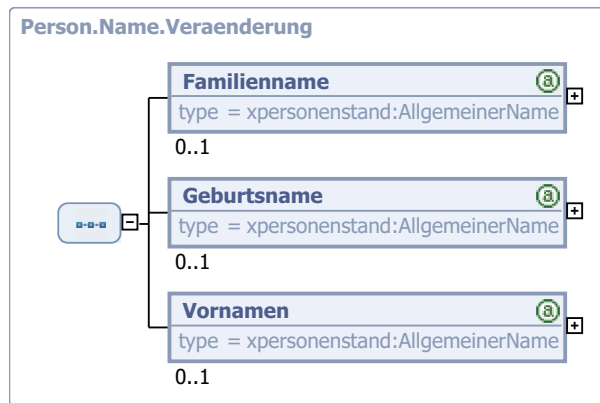 Person.Name.Veraenderung
Familienname
type = xpersonenstand:AllgemeinerName
0..1
Geburtsname
type = xpersonenstand:AllgemeinerName
0..1
Vornamen
type = xpersonenstand:AllgemeinerName
0..1